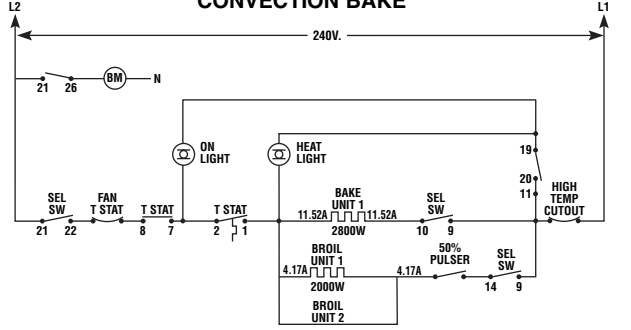 CONVECTION BAKE
L2
L1
240V.
BM
N
21 26
ON
LIGHT
HEAT
LIGHT
19
20
11
HIGH
TEMP
CUTOUT
SEL
SW
21 22
FAN
T STAT
T STAT
8 7
T STAT
2 1
BAKE
UNIT 1
11.52A 11.52A
2800W
SEL
SW
10 9
BROIL
UNIT 1
4.17A 4.17A
2000W
50%
PULSER
SEL
SW
14 9
BROIL
UNIT 2